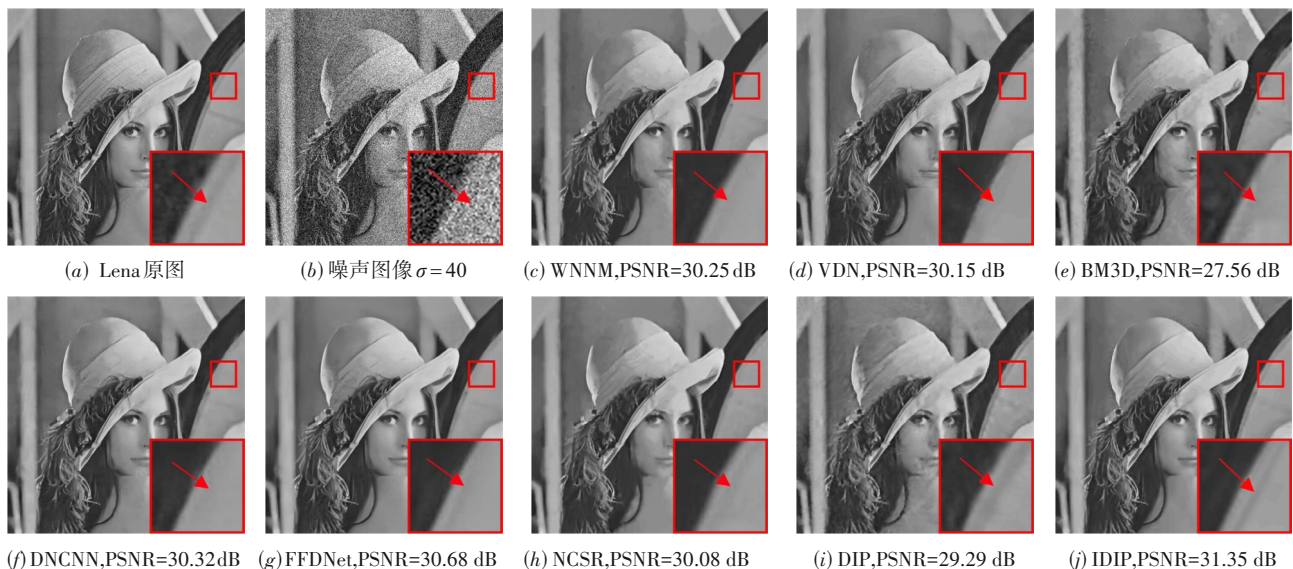 (a) Lena原图
(b) 噪声图像 σ=40
(c) WNNM,PSNR=30.25 dB
(d) VDN,PSNR=30.15 dB
(e) BM3D,PSNR=27.56 dB
(f) DNCNN,PSNR=30.32 dB
(g) FFDNet,PSNR=30.68 dB
(h) NCSR,PSNR=30.08 dB
(i) DIP,PSNR=29.29 dB
(j) IDIP,PSNR=31.35 dB